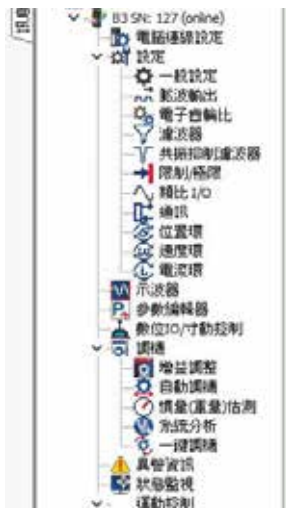 B3 SN: 127 (online)
電腦連線設定
設定
一般設定
脈波輸出
電子齒輪比
濾波器
共振抑制濾波器
限制/極限
類比 I/O
通訊
位置環
速度環
電流環
示波器
參數編輯器
數位IO/寸動控制
調機
增益調整
自動調機
慣量(重量)估測
系統分析
一鍵調機
異警資訊
狀態監視
運動控制